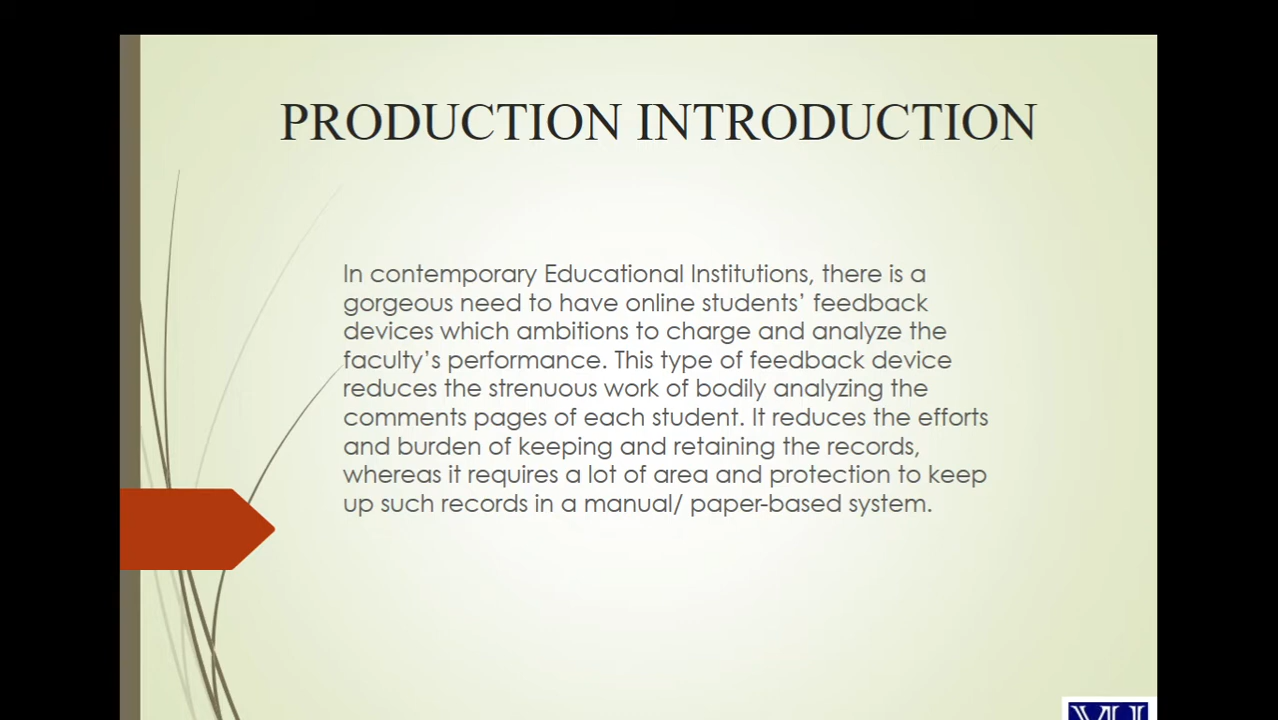 PRODUCTION INTRODUCTION
In contemporary Educational Institutions, there is a
gorgeous need to have online students’ feedback
devices which ambitions to charge and analyze the
faculty’s performance. This type of feedback device
reduces the strenuous work of bodily analyzing the
comments pages of each student. It reduces the efforts
and burden of keeping and retaining the records,
whereas it requires a lot of area and protection to keep
up such records in a manual/ paper-based system.